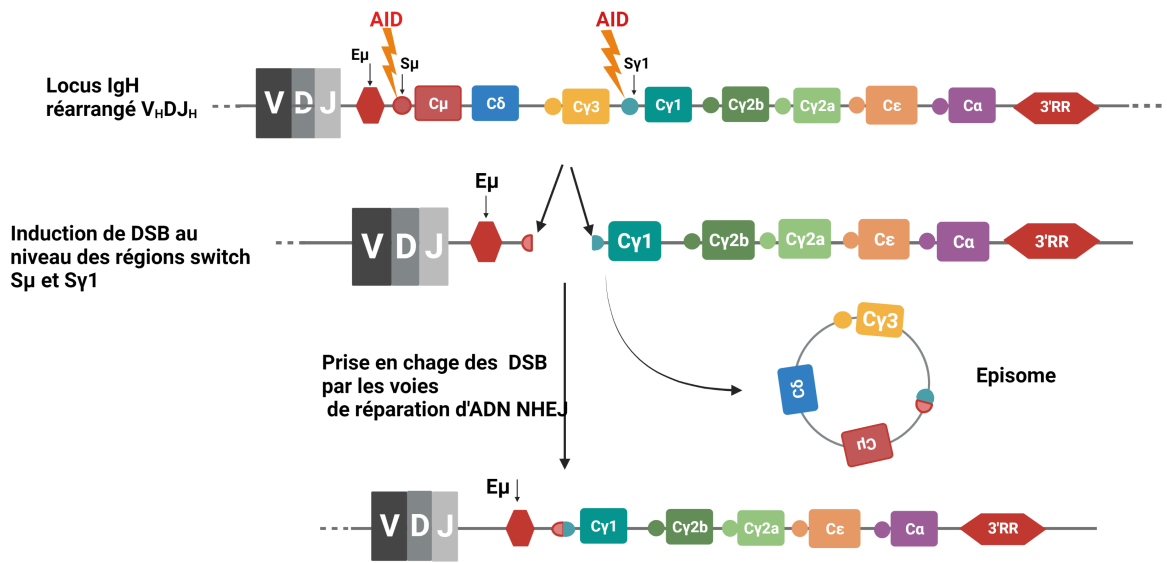 AID
AID
Eμ
Sμ
Sγ1
Locus IgH
réarrangé VHDJH
V D J Cμ Cδ Cγ3 Cγ1 Cγ2b Cγ2a Cε Cα 3'RR
Eμ
Induction de DSB au
niveau des régions switch
Sμ et Sγ1
V D J Cγ1 Cγ2b Cγ2a Cε Cα 3'RR
Prise en chage des DSB
par les voies
de réparation d'ADN NHEJ
Cγ3
Cδ
Cμ
Episome
Eμ
V D J Cγ1 Cγ2b Cγ2a Cε Cα 3'RR